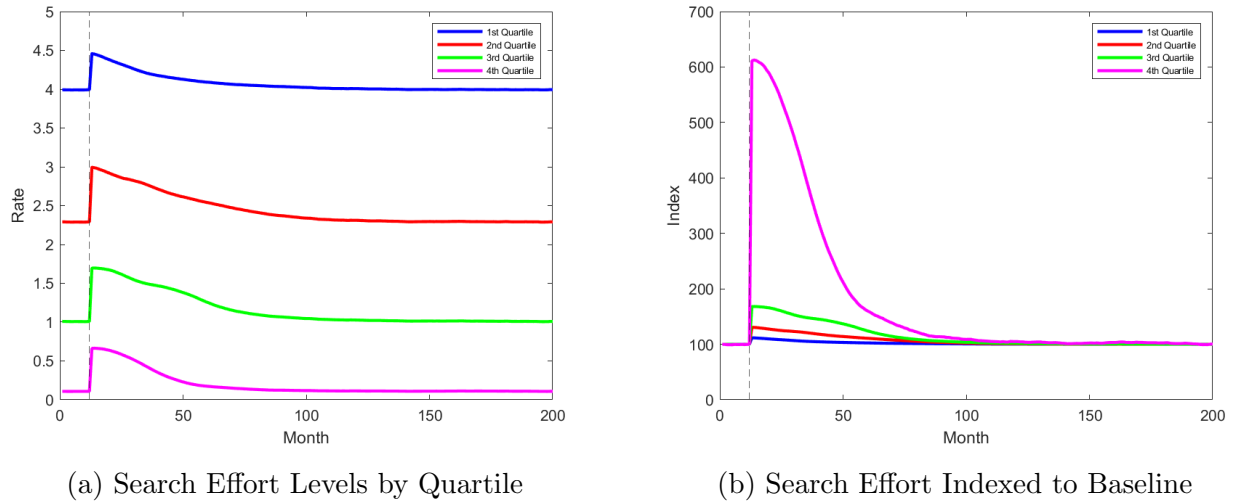 5
4.5
4
3.5
3
2.5
2
1.5
1
0.5
0
Rate
0 50 100 150 200
Month
1st Quartile
2nd Quartile
3rd Quartile
4th Quartile
(a) Search Effort Levels by Quartile
700
600
500
400
300
200
100
0
Index
0 50 100 150 200
Month
1st Quartile
2nd Quartile
3rd Quartile
4th Quartile
(b) Search Effort Indexed to Baseline